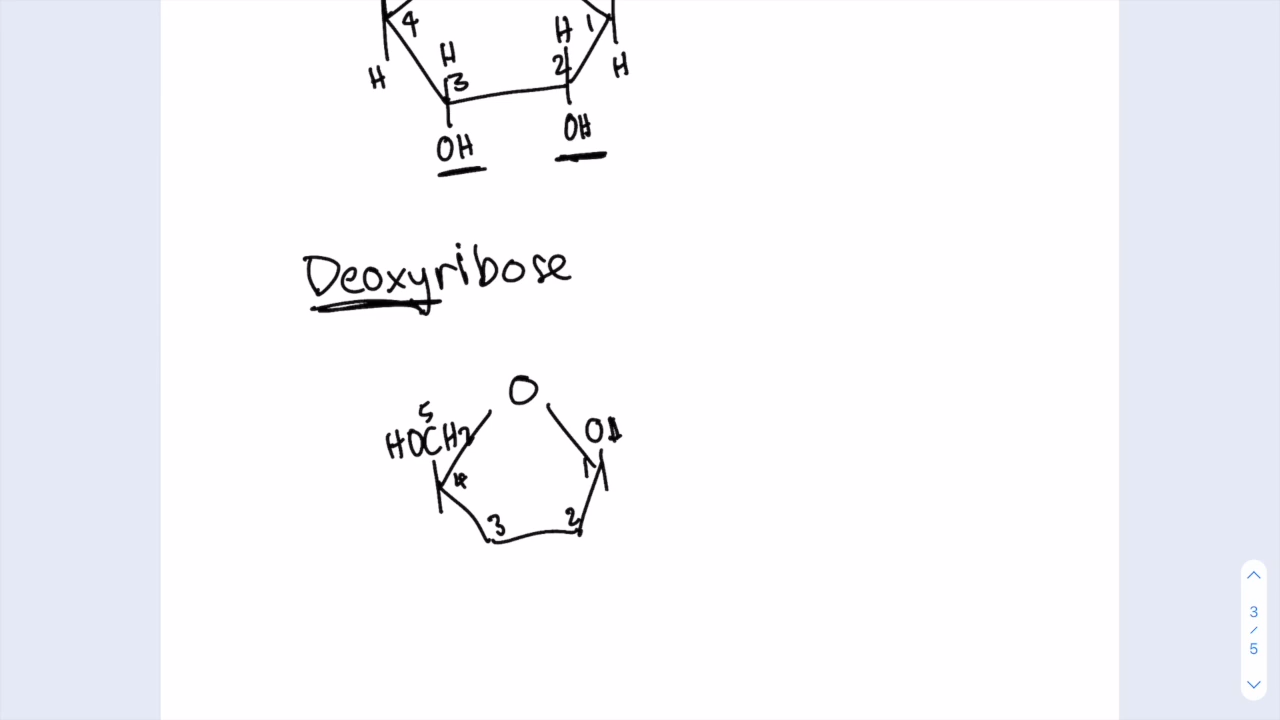 4 H 1
H 3 2 H
H
OH OH
Deoxyribose
O
5
HOCH2 OH
4 1
3 2
3
/
5